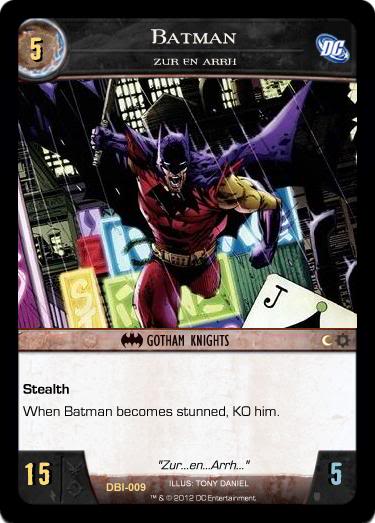 5
BATMAN
ZUR EN ARRH
DC
J
GOTHAM KNIGHTS
Stealth
When Batman becomes stunned, KO him.
"Zur...en...Arrh..."
15
DBI-009
ILLUS: TONY DANIEL
5
™ & © 2012 DC Entertainment